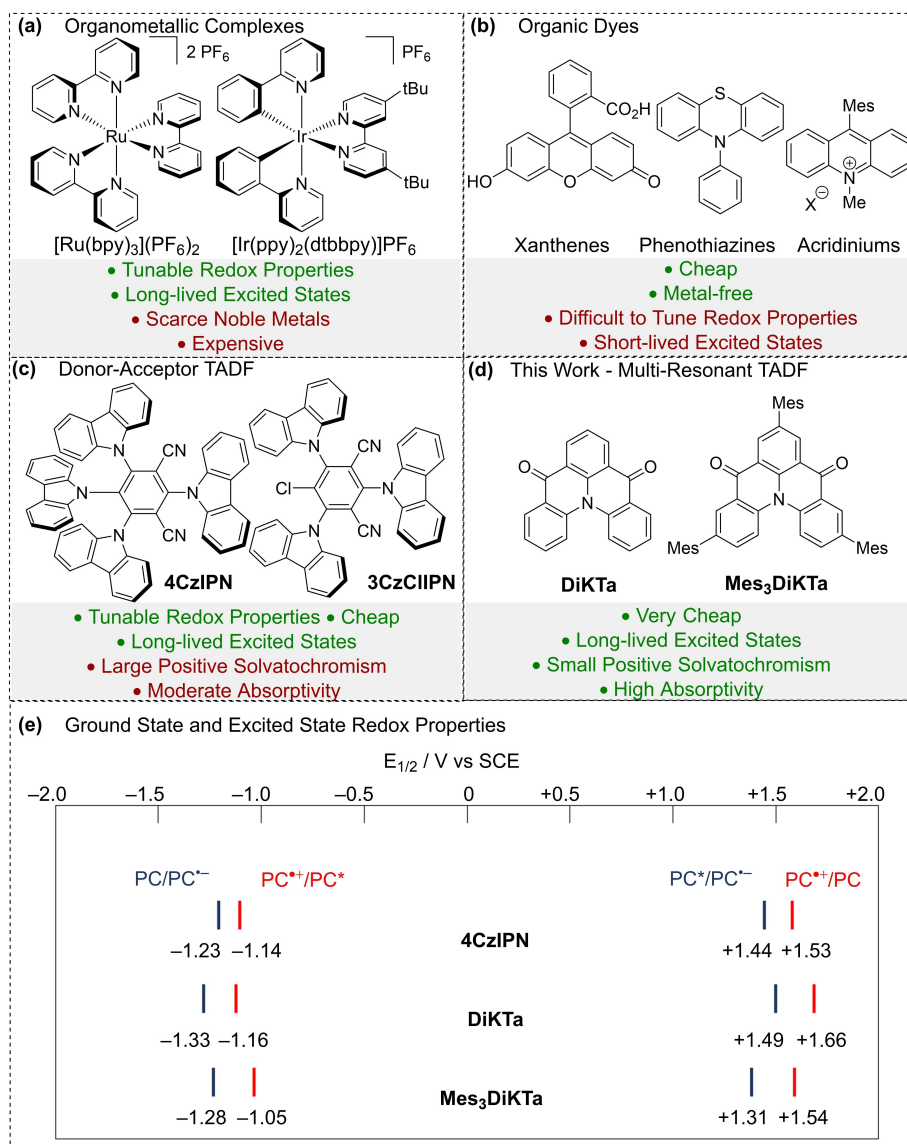 (a) Organometallic Complexes
2 PF6
PF6
N
N
N
N
Ru
N
N
N
N
Ir
N
N
tBu
tBu
[Ru(bpy)3](PF6)2
[Ir(ppy)2(dtbbpy)]PF6
• Tunable Redox Properties
• Long-lived Excited States
• Scarce Noble Metals
• Expensive
(b) Organic Dyes
CO2H
HO
O
O
S
N
Mes
N
+
Me
X–
Xanthenes
Phenothiazines
Acridiniums
• Cheap
• Metal-free
• Difficult to Tune Redox Properties
• Short-lived Excited States
(c) Donor-Acceptor TADF
N
CN
N
N
N
CN
4CzIPN
N
CN
Cl
N
N
CN
3CzClIPN
• Tunable Redox Properties • Cheap
• Long-lived Excited States
• Large Positive Solvatochromism
• Moderate Absorptivity
(d) This Work - Multi-Resonant TADF
O
O
N
DiKTa
Mes
O
O
N
Mes
Mes
Mes3DiKTa
• Very Cheap
• Long-lived Excited States
• Small Positive Solvatochromism
• High Absorptivity
(e) Ground State and Excited State Redox Properties
E1/2 / V vs SCE
–2.0 –1.5 –1.0 –0.5 0 +0.5 +1.0 +1.5 +2.0
PC/PC•– PC•+/PC* PC*/PC•– PC•+/PC
4CzIPN
–1.23 –1.14 +1.44 +1.53
DiKTa
–1.33 –1.16 +1.49 +1.66
Mes3DiKTa
–1.28 –1.05 +1.31 +1.54